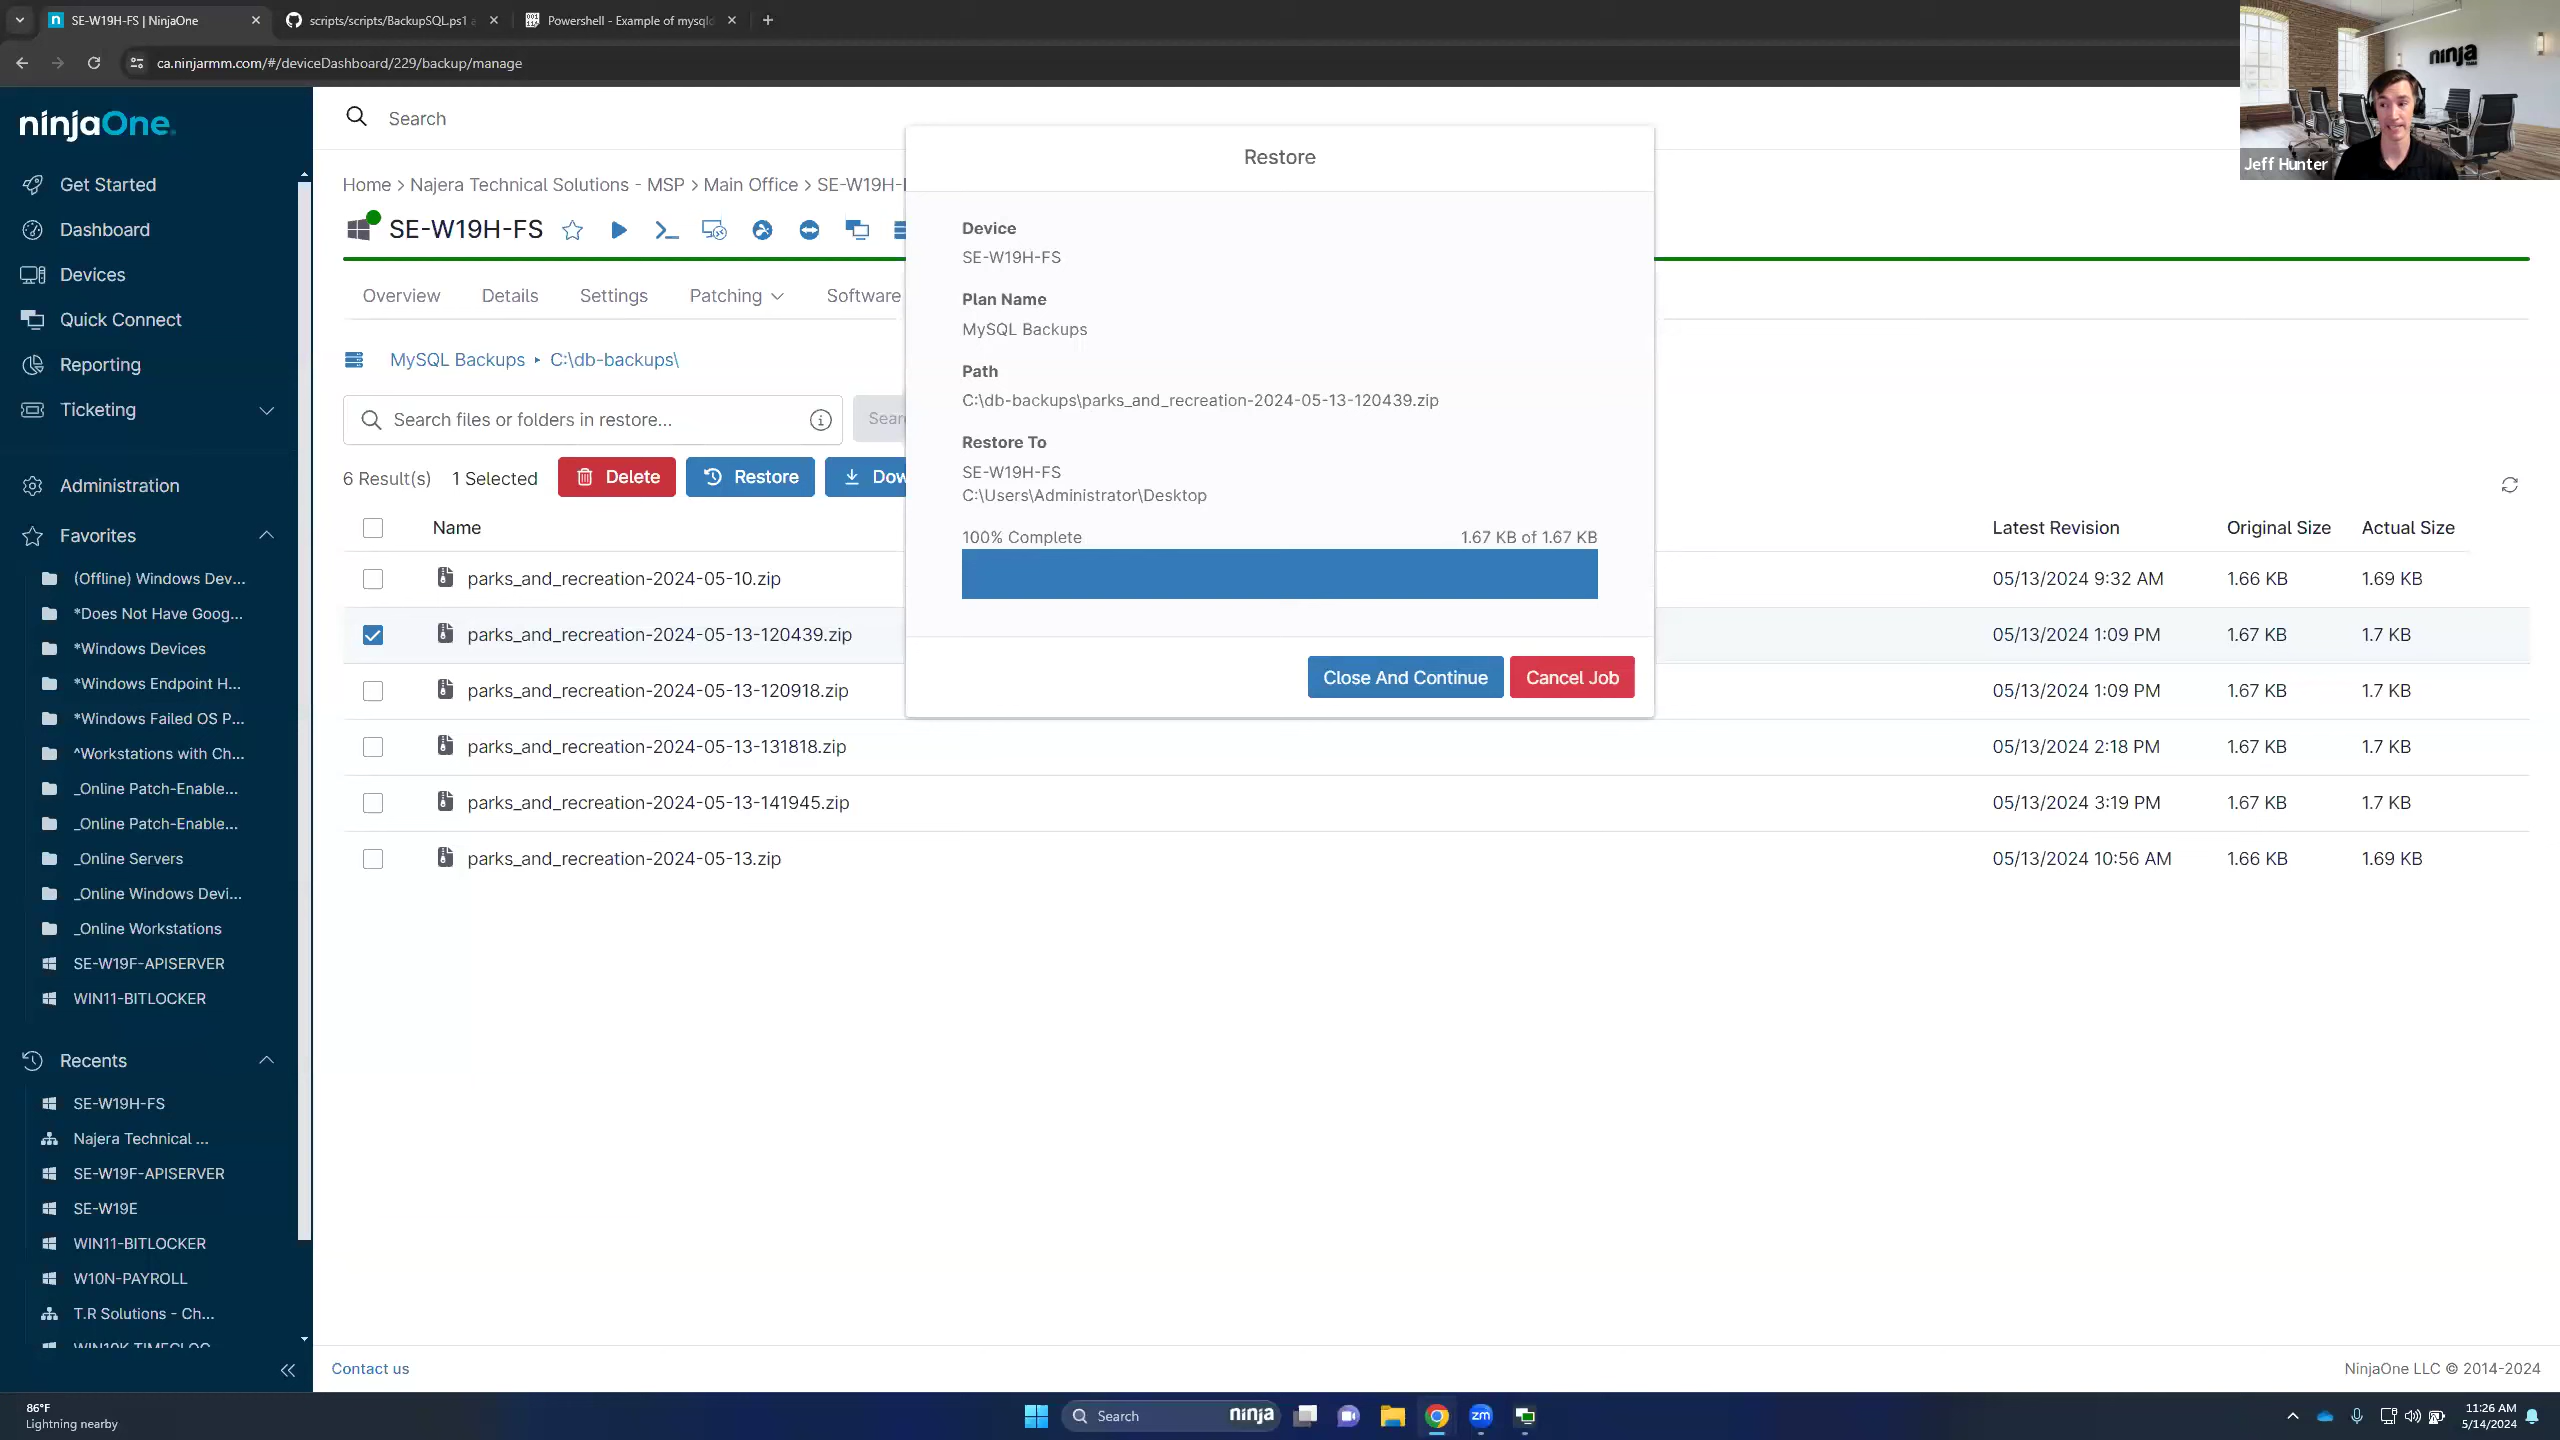 SE-W19H-FS | NinjaOne
scripts/scripts/BackupSQL.ps1 a
Powershell - Example of mysqld
ca.ninjarmm.com/#/deviceDashboard/229/backup/manage
ninja
Jeff Hunter
ninjaOne
Get Started
Dashboard
Devices
Quick Connect
Reporting
Ticketing
Administration
Favorites
(Offline) Windows Dev...
*Does Not Have Goog...
*Windows Devices
*Windows Endpoint H...
*Windows Failed OS P...
^Workstations with Ch...
_Online Patch-Enable...
_Online Patch-Enable...
_Online Servers
_Online Windows Devi...
_Online Workstations
SE-W19F-APISERVER
WIN11-BITLOCKER
Recents
SE-W19H-FS
Najera Technical ...
SE-W19F-APISERVER
SE-W19E
WIN11-BITLOCKER
W10N-PAYROLL
T.R Solutions - Ch...
Search
Home > Najera Technical Solutions - MSP > Main Office > SE-W19H-F
SE-W19H-FS
Overview Details Settings Patching Software
MySQL Backups C:\db-backups\
Search files or folders in restore... Sear
6 Result(s) 1 Selected Delete Restore Dow
Name Latest Revision Original Size Actual Size
parks_and_recreation-2024-05-10.zip 05/13/2024 9:32 AM 1.66 KB 1.69 KB
parks_and_recreation-2024-05-13-120439.zip 05/13/2024 1:09 PM 1.67 KB 1.7 KB
parks_and_recreation-2024-05-13-120918.zip 05/13/2024 1:09 PM 1.67 KB 1.7 KB
parks_and_recreation-2024-05-13-131818.zip 05/13/2024 2:18 PM 1.67 KB 1.7 KB
parks_and_recreation-2024-05-13-141945.zip 05/13/2024 3:19 PM 1.67 KB 1.7 KB
parks_and_recreation-2024-05-13.zip 05/13/2024 10:56 AM 1.66 KB 1.69 KB
Restore
Device
SE-W19H-FS
Plan Name
MySQL Backups
Path
C:\db-backups\parks_and_recreation-2024-05-13-120439.zip
Restore To
SE-W19H-FS
C:\Users\Administrator\Desktop
100% Complete 1.67 KB of 1.67 KB
Close And Continue Cancel Job
Contact us NinjaOne LLC © 2014-2024
86°F
Lightning nearby
Search ninja
zm
11:26 AM
5/14/2024